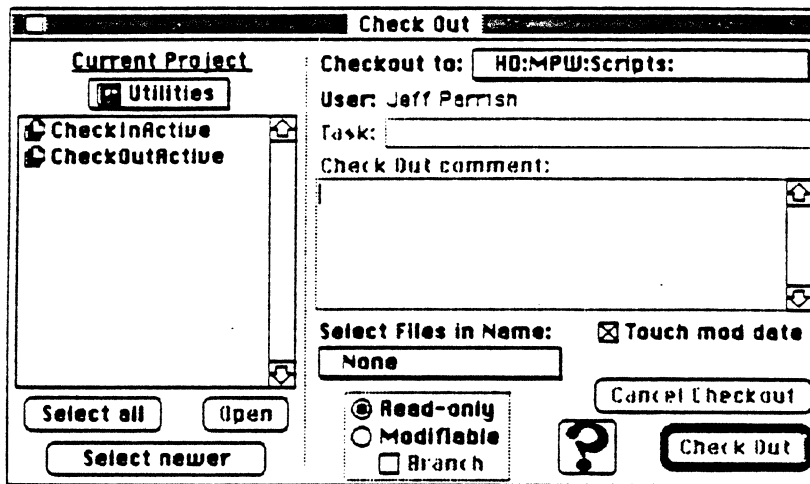 Check Out
Current Project
Utilities
CheckInActive
CheckOutActive
Select all
Open
Select newer
Checkout to: HD:MPW:Scripts:
User: Jeff Parrish
Task:
Check Out comment:
Select Files in Name:
None
Touch mod date
Read-only
Modifiable
Branch
Cancel Checkout
?
Check Out